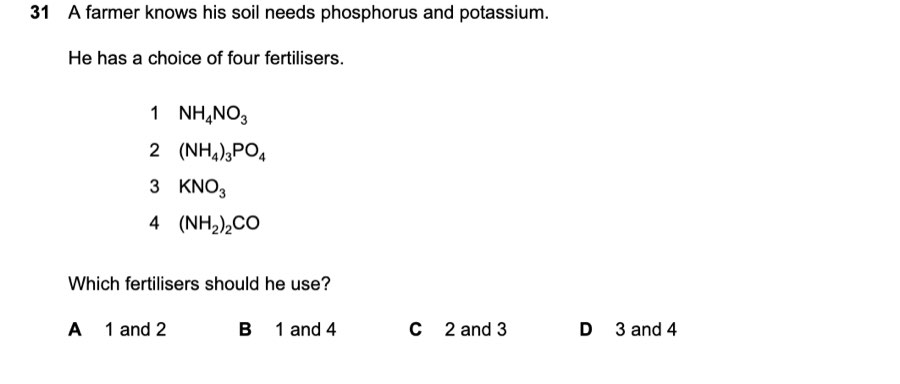 31 A farmer knows his soil needs phosphorus and potassium.
He has a choice of four fertilisers.
1 NH₄NO₃
2 (NH₄)₃PO₄
3 KNO₃
4 (NH₂)₂CO
Which fertilisers should he use?
A 1 and 2 B 1 and 4 C 2 and 3 D 3 and 4